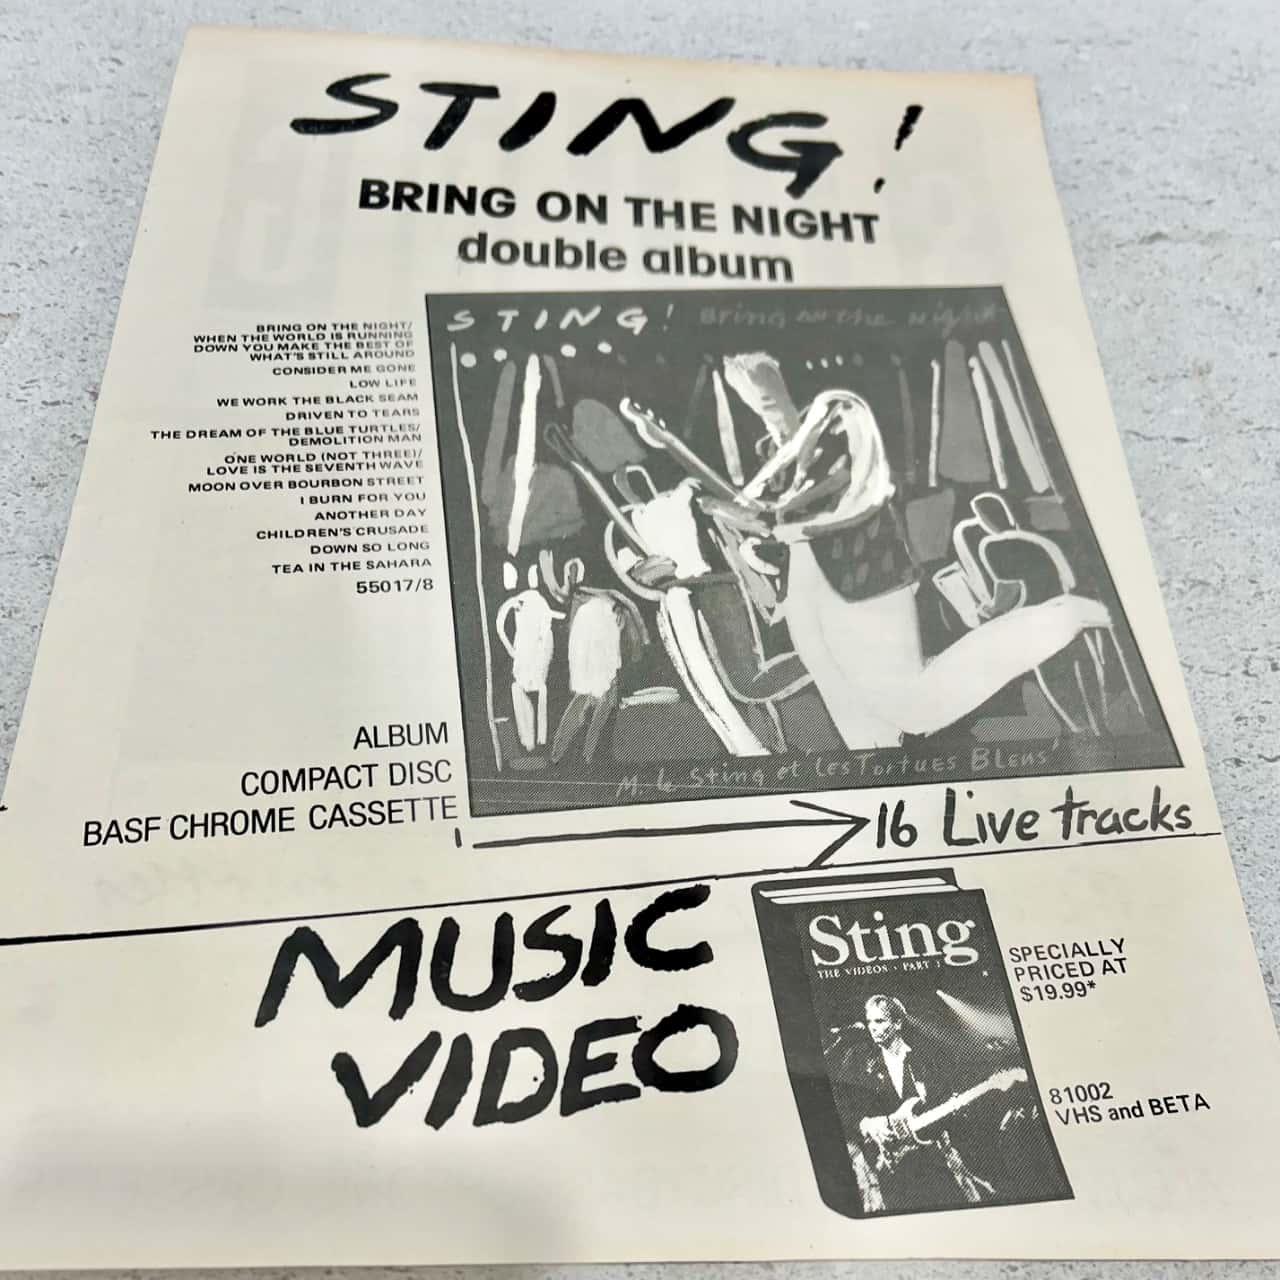 STING!
BRING ON THE NIGHT
double album
BRING ON THE NIGHT/
WHEN THE WORLD IS RUNNING
DOWN YOU MAKE THE BEST OF
WHAT'S STILL AROUND
CONSIDER ME GONE
LOW LIFE
WE WORK THE BLACK SEAM
DRIVEN TO TEARS
THE DREAM OF THE BLUE TURTLES/
DEMOLITION MAN
ONE WORLD (NOT THREE)/
LOVE IS THE SEVENTH WAVE
MOON OVER BOURBON STREET
I BURN FOR YOU
ANOTHER DAY
CHILDREN'S CRUSADE
DOWN SO LONG
TEA IN THE SAHARA
55017/8
STING! Bring on the night
M. le Sting et 'Les Tortues Bleus'
ALBUM
COMPACT DISC
BASF CHROME CASSETTE
16 Live tracks
MUSIC
VIDEO
Sting
THE VIDEOS • PART 1
SPECIALLY
PRICED AT
$19.99*
81002
VHS and BETA